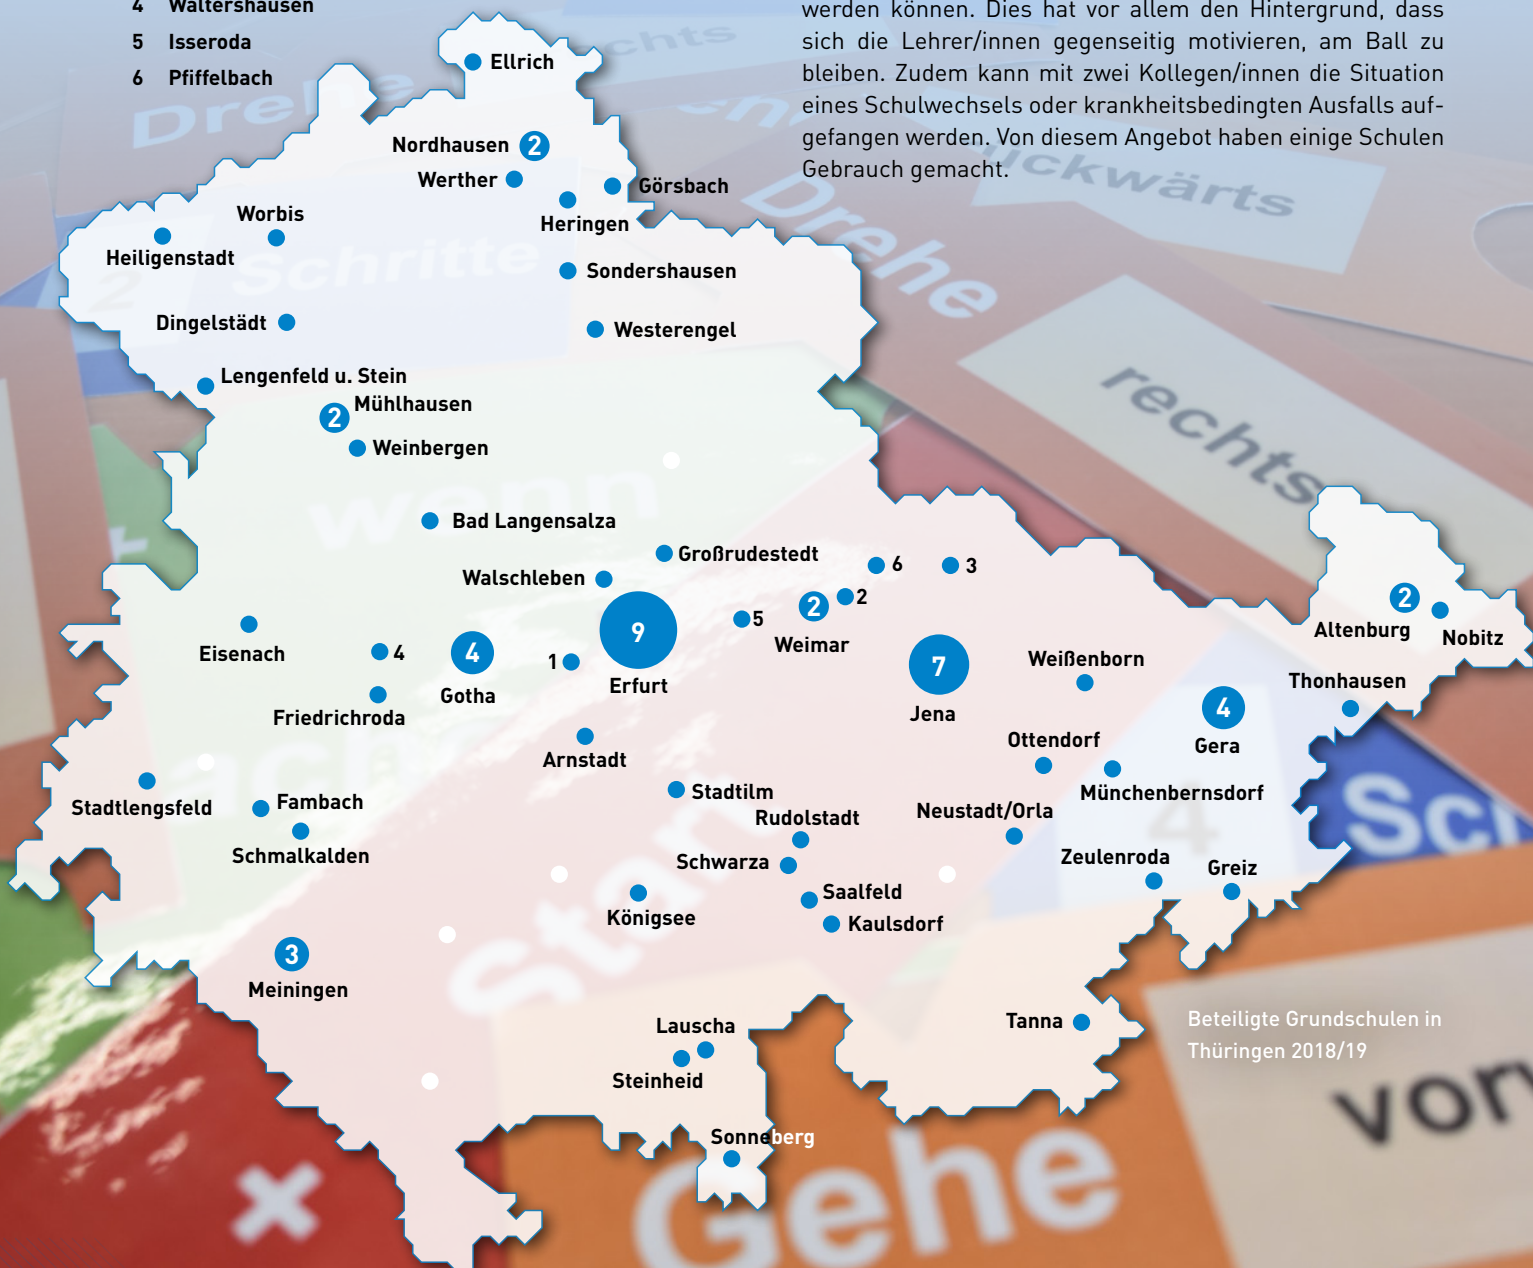 4 Waltershausen
5 Isseroda
6 Pfiffelbach
werden können. Dies hat vor allem den Hintergrund, dass
sich die Lehrer/innen gegenseitig motivieren, am Ball zu
bleiben. Zudem kann mit zwei Kollegen/innen die Situation
eines Schulwechsels oder krankheitsbedingten Ausfalls auf-
gefangen werden. Von diesem Angebot haben einige Schulen
Gebrauch gemacht.
Ellrich
Nordhausen 2
Werther
Görsbach
Heringen
Worbis
Heiligenstadt
Sondershausen
Dingelstädt
Westerengel
Lengenfeld u. Stein
Mühlhausen
2
Weinbergen
Bad Langensalza
Großrudestedt
Walschleben
6
3
2
2
5
Weimar
9
Erfurt
1
4
Gotha
4
Eisenach
Friedrichroda
7
Jena
Weißenborn
4
Gera
2
Altenburg
Nobitz
Thonhausen
Arnstadt
Ottendorf
Münchenbernsdorf
Stadtlengsfeld
Fambach
Schmalkalden
Stadtilm
Rudolstadt
Schwarza
Neustadt/Orla
Zeulenroda
Greiz
Königsee
Saalfeld
Kaulsdorf
3
Meiningen
Lauscha
Steinheid
Tanna
Sonneberg
Beteiligte Grundschulen in
Thüringen 2018/19
Drehe
Drehe
rückwärts
rechts
2 Schritte
wenn
Start
4
Gehe